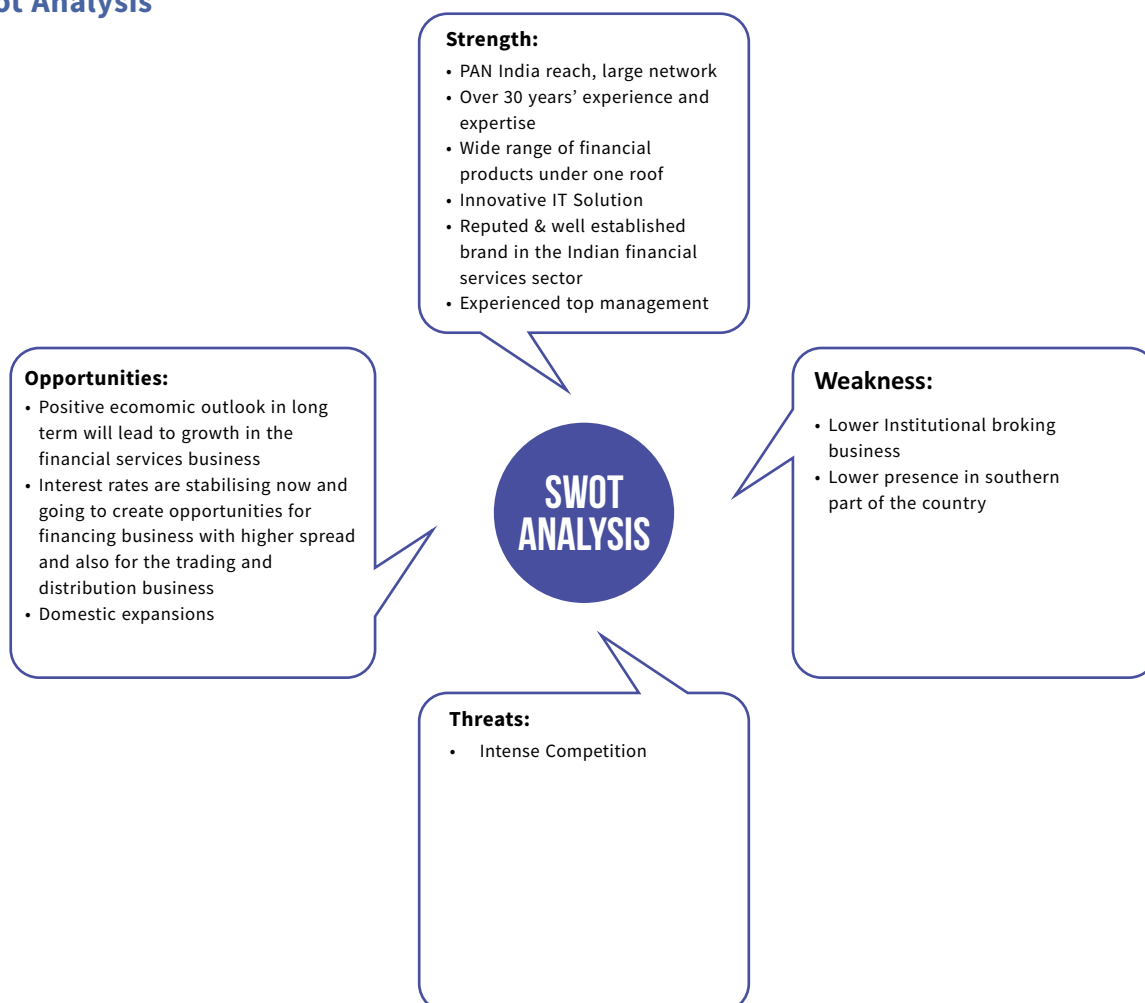 ot Analysis
Strength:
• PAN India reach, large network
• Over 30 years’ experience and
expertise
• Wide range of financial
products under one roof
• Innovative IT Solution
• Reputed & well established
brand in the Indian financial
services sector
• Experienced top management
Opportunities:
• Positive ecomomic outlook in long
term will lead to growth in the
financial services business
• Interest rates are stabilising now and
going to create opportunities for
financing business with higher spread
and also for the trading and
distribution business
• Domestic expansions
SWOT
ANALYSIS
Weakness:
• Lower Institutional broking
business
• Lower presence in southern
part of the country
Threats:
• Intense Competition